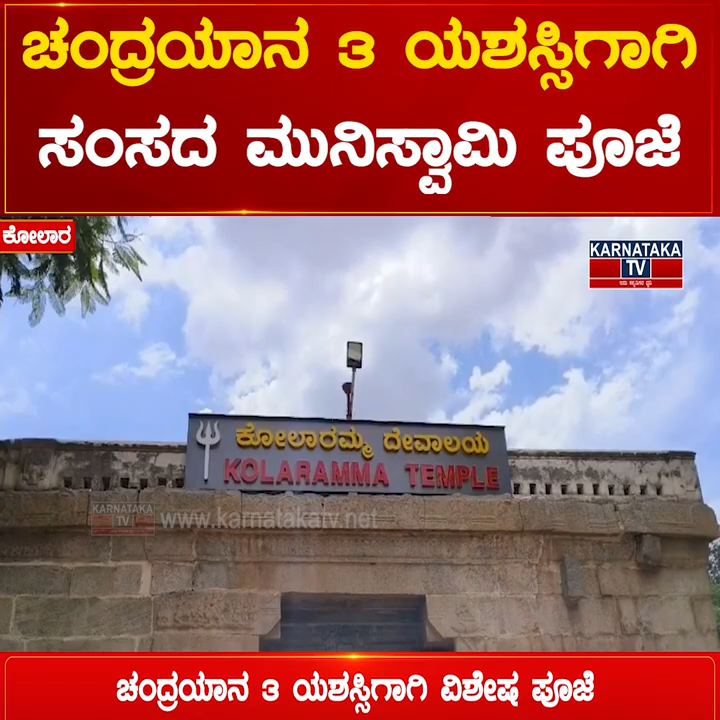 ಚಂದ್ರಯಾನ 3 ಯಶಸ್ಸಿಗಾಗಿ
ಸಂಸದ ಮುನಿಸ್ವಾಮಿ ಪೂಜೆ
ಕೋಲಾರ
KARNATAKA
TV
ಕೋಲಾರಮ್ಮ ದೇವಾಲಯ
KOLARAMMA TEMPLE
KARNATAKA
TV
www.karnatakatv.net
ಚಂದ್ರಯಾನ 3 ಯಶಸ್ಸಿಗಾಗಿ ವಿಶೇಷ ಪೂಜೆ